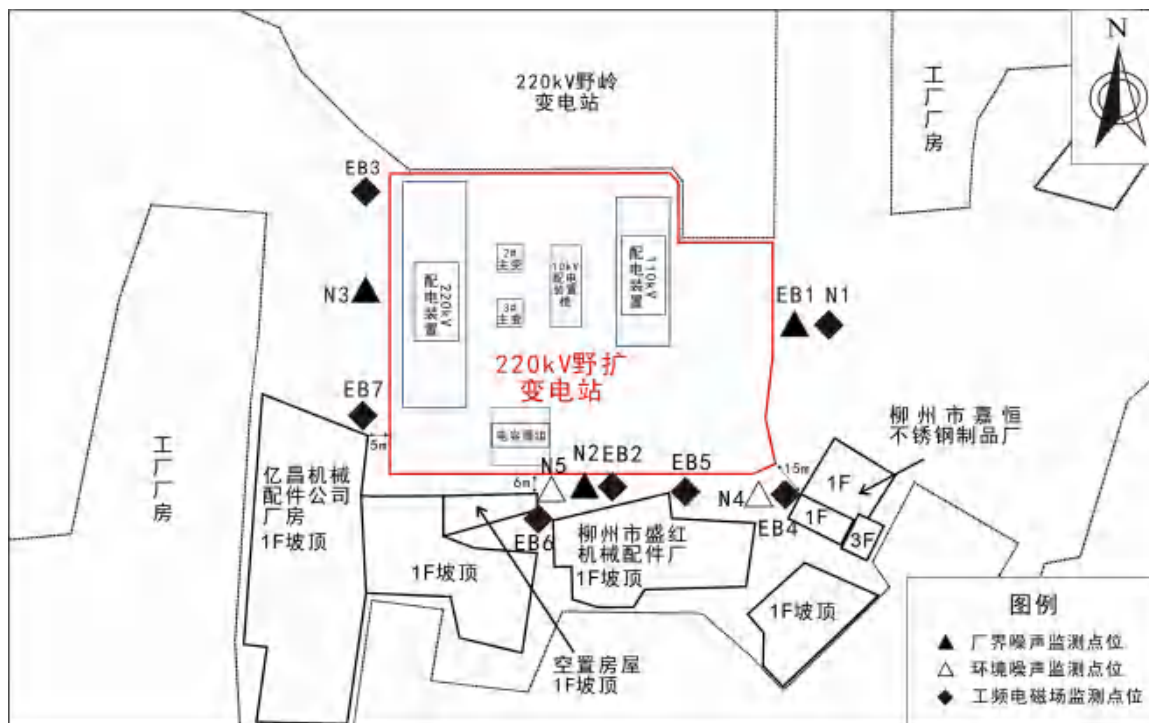 220kV野岭
变电站
N
工厂厂房
EB3
N3
EB7
220kV
配电装置
2#
主变
3#
主变
10kV
配电装置楼
110kV
配电装置
EB1 N1
220kV野扩
变电站
电容器组
柳州市嘉恒
不锈钢制品厂
5m
6m
15m
N5
N2
EB2
EB5
N4
EB4
EB6
1F
1F
3F
工厂厂房
亿昌机械
配件公司
厂房
1F坡顶
1F坡顶
柳州市盛红
机械配件厂
1F坡顶
1F坡顶
空置房屋
1F坡顶
图例
厂界噪声监测点位
环境噪声监测点位
工频电磁场监测点位